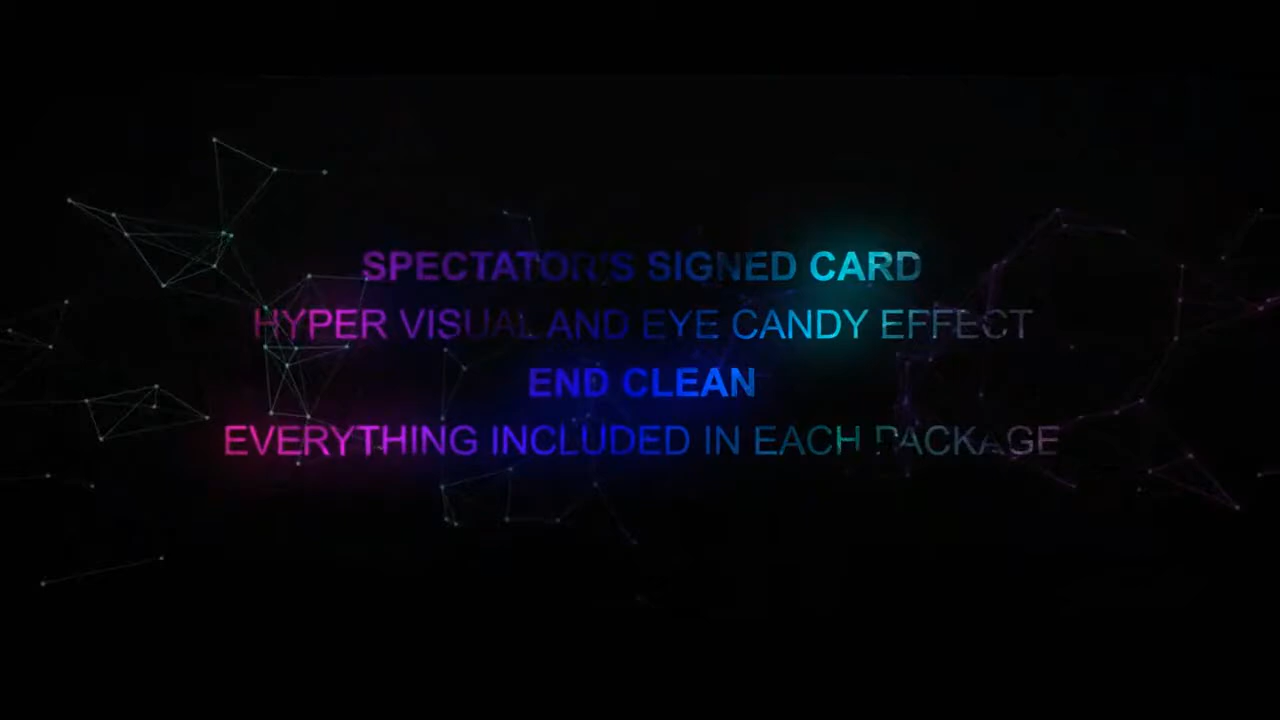 SPECTATOR'S SIGNED CARD
HYPER VISUAL AND EYE CANDY EFFECT
END CLEAN
EVERYTHING INCLUDED IN EACH PACKAGE